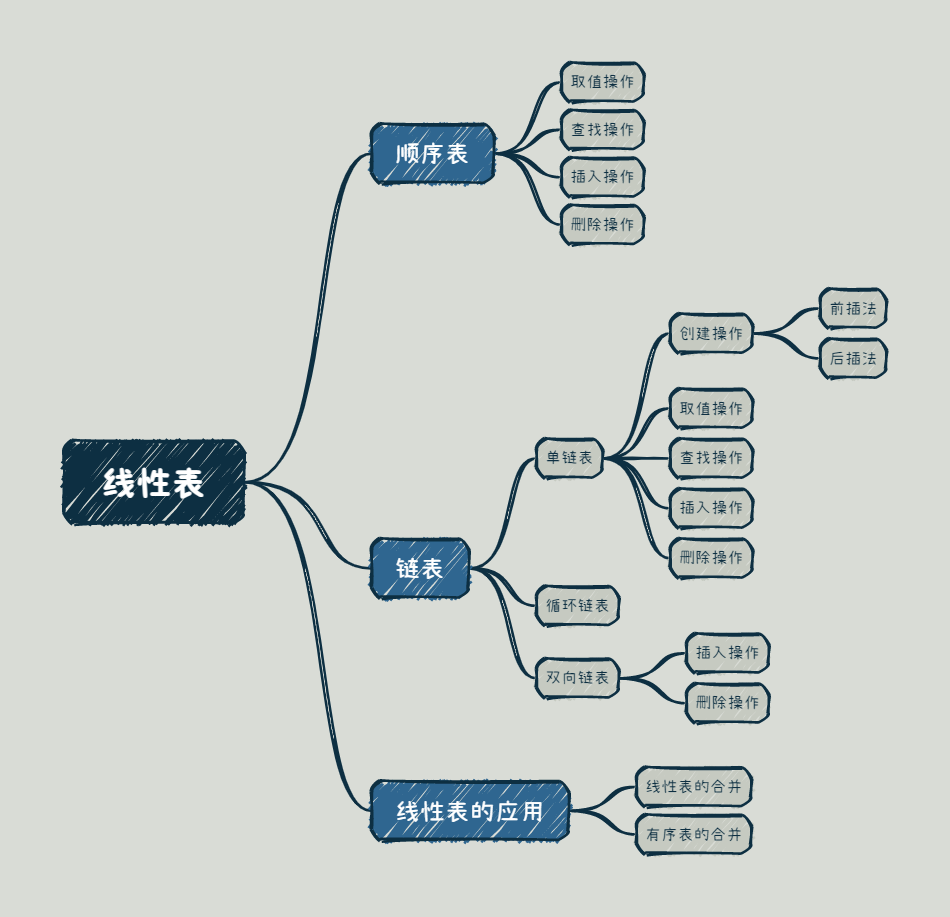 线性表
顺序表
取值操作
查找操作
插入操作
删除操作
链表
单链表
创建操作
前插法
后插法
取值操作
查找操作
插入操作
删除操作
循环链表
双向链表
插入操作
删除操作
线性表的应用
线性表的合并
有序表的合并